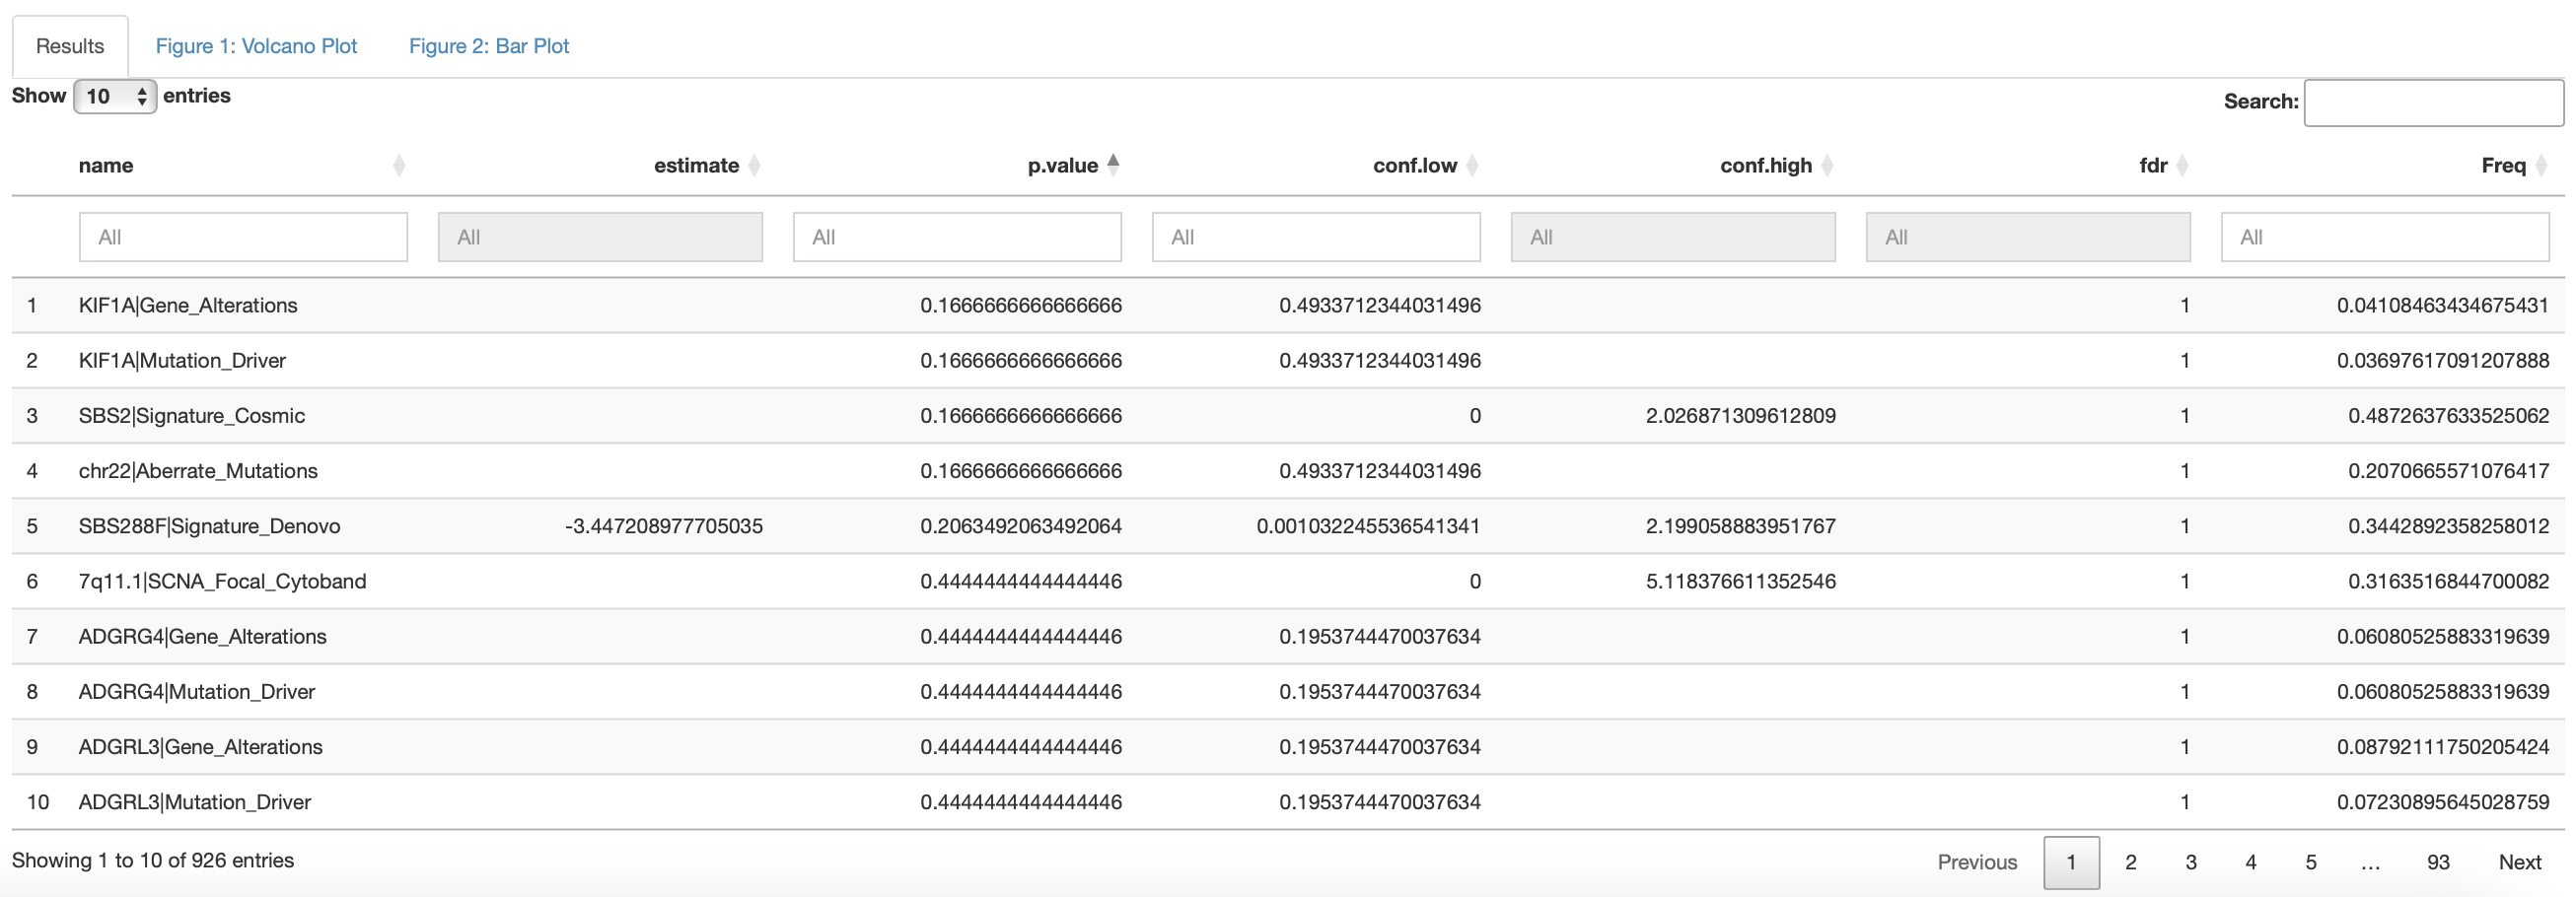 Results Figure 1: Volcano Plot Figure 2: Bar Plot
Show 10 entries Search:
name estimate p.value conf.low conf.high fdr Freq
All All All All All All All
1 KIF1A|Gene_Alterations 0.1666666666666666 0.4933712344031496 1 0.04108463434675431
2 KIF1A|Mutation_Driver 0.1666666666666666 0.4933712344031496 1 0.03697617091207888
3 SBS2|Signature_Cosmic 0.1666666666666666 0 2.026871309612809 1 0.4872637633525062
4 chr22|Aberrate_Mutations 0.1666666666666666 0.4933712344031496 1 0.2070665571076417
5 SBS288F|Signature_Denovo -3.447208977705035 0.2063492063492064 0.001032245536541341 2.199058883951767 1 0.3442892358258012
6 7q11.1|SCNA_Focal_Cytoband 0.4444444444444446 0 5.118376611352546 1 0.3163516844700082
7 ADGRG4|Gene_Alterations 0.4444444444444446 0.1953744470037634 1 0.06080525883319639
8 ADGRG4|Mutation_Driver 0.4444444444444446 0.1953744470037634 1 0.06080525883319639
9 ADGRL3|Gene_Alterations 0.4444444444444446 0.1953744470037634 1 0.08792111750205424
10 ADGRL3|Mutation_Driver 0.4444444444444446 0.1953744470037634 1 0.07230895645028759
Showing 1 to 10 of 926 entries Previous 1 2 3 4 5 ... 93 Next